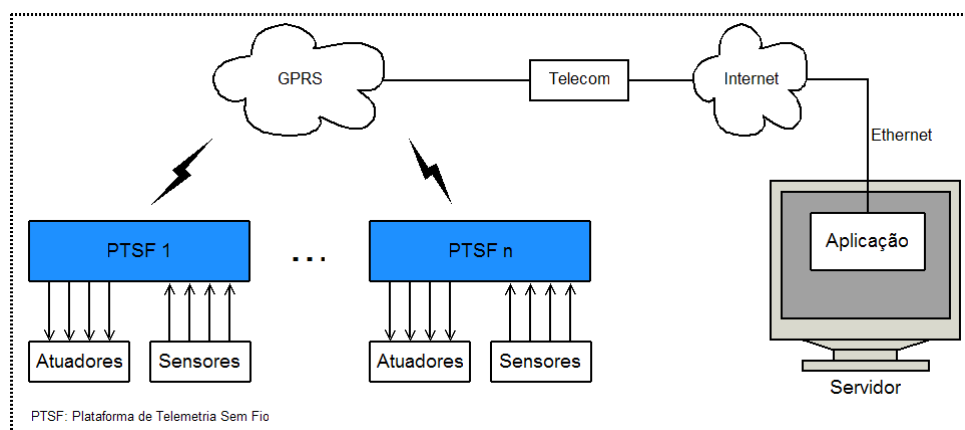 GPRS
Telecom
Internet
Ethernet
PTSF 1
...
PTSF n
Aplicação
Atuadores
Sensores
Atuadores
Sensores
Servidor
PTSF: Plataforma de Telemetria Sem Fio